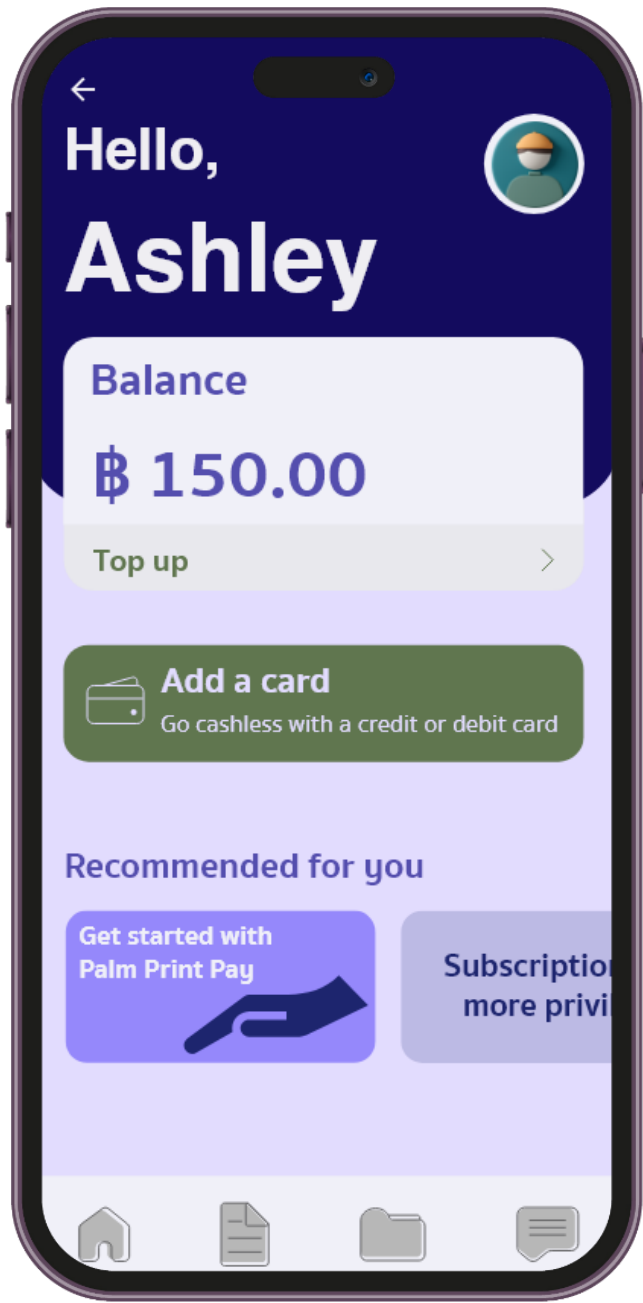 Hello,
Ashley
Balance
฿ 150.00
Top up
Add a card
Go cashless with a credit or debit card
Recommended for you
Get started with
Palm Print Pay
more